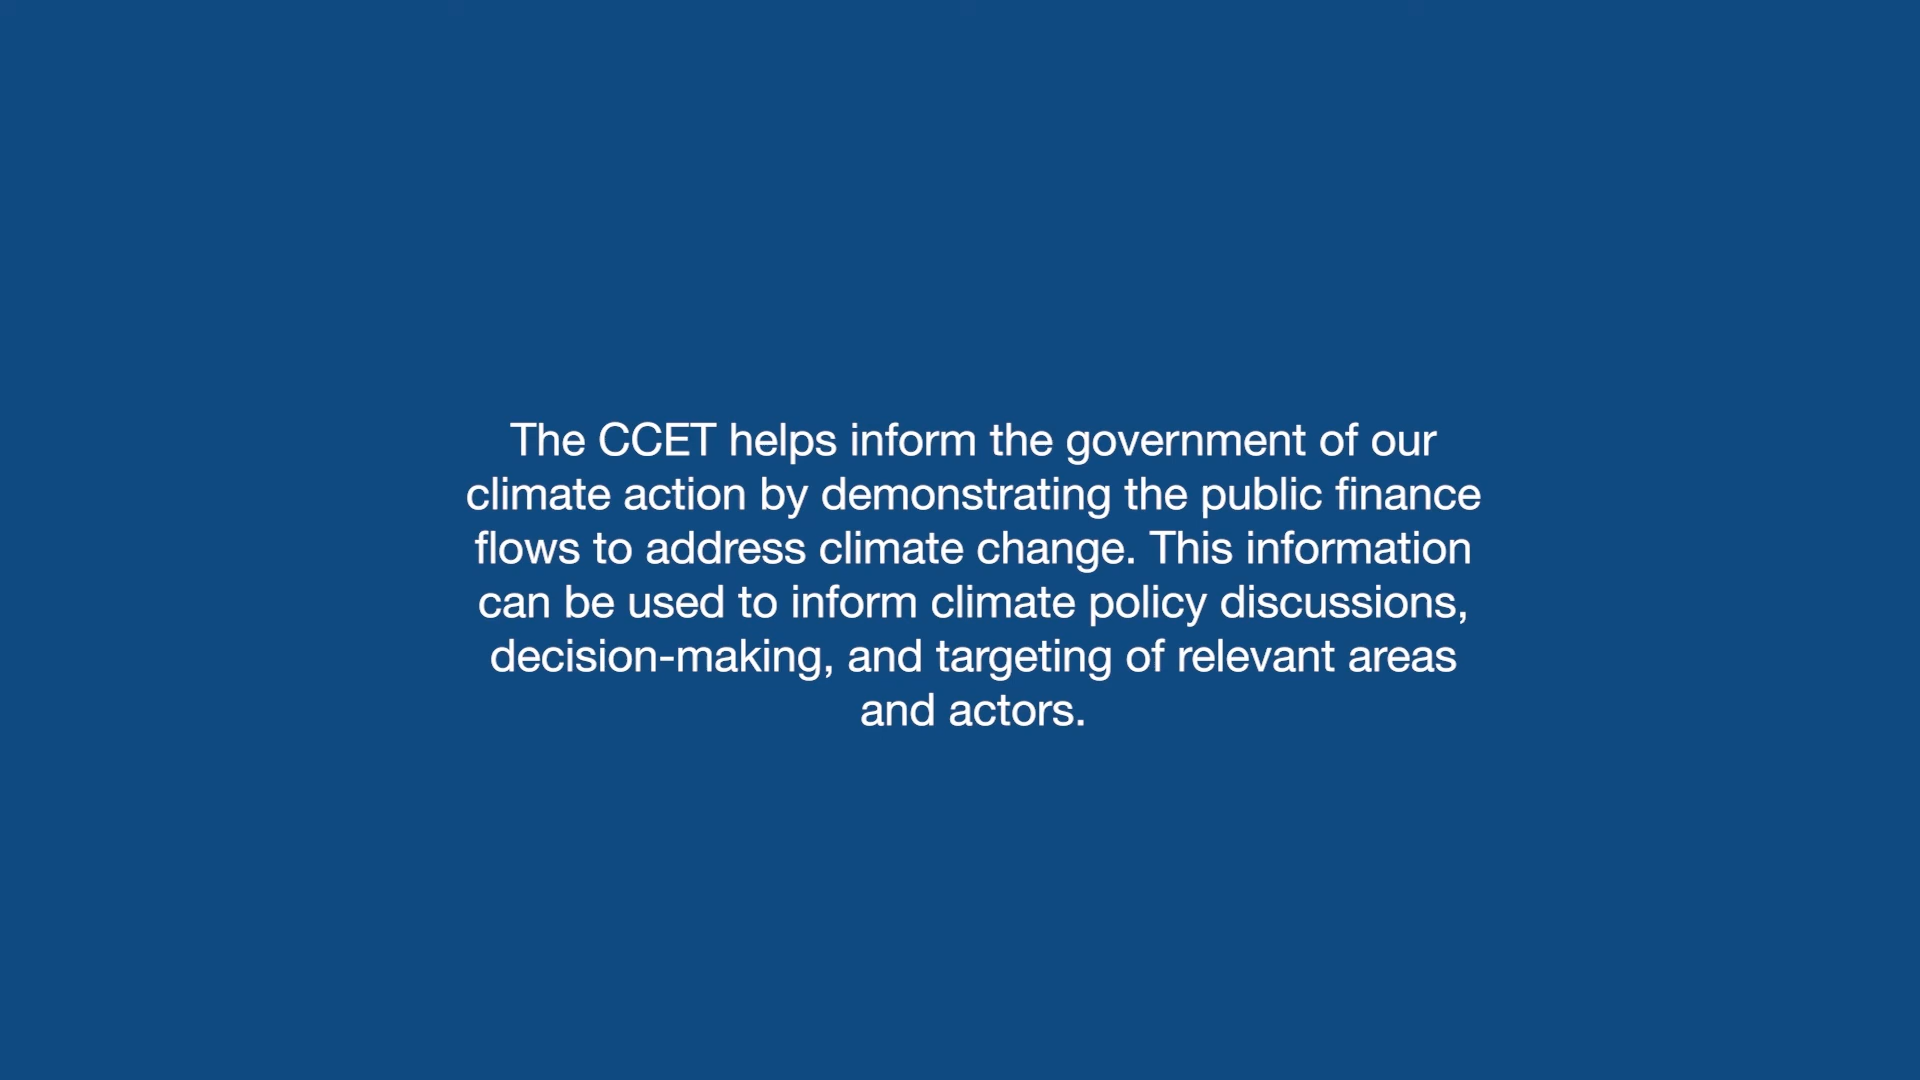 The CCET helps inform the government of our
climate action by demonstrating the public finance
flows to address climate change. This information
can be used to inform climate policy discussions,
decision-making, and targeting of relevant areas
and actors.